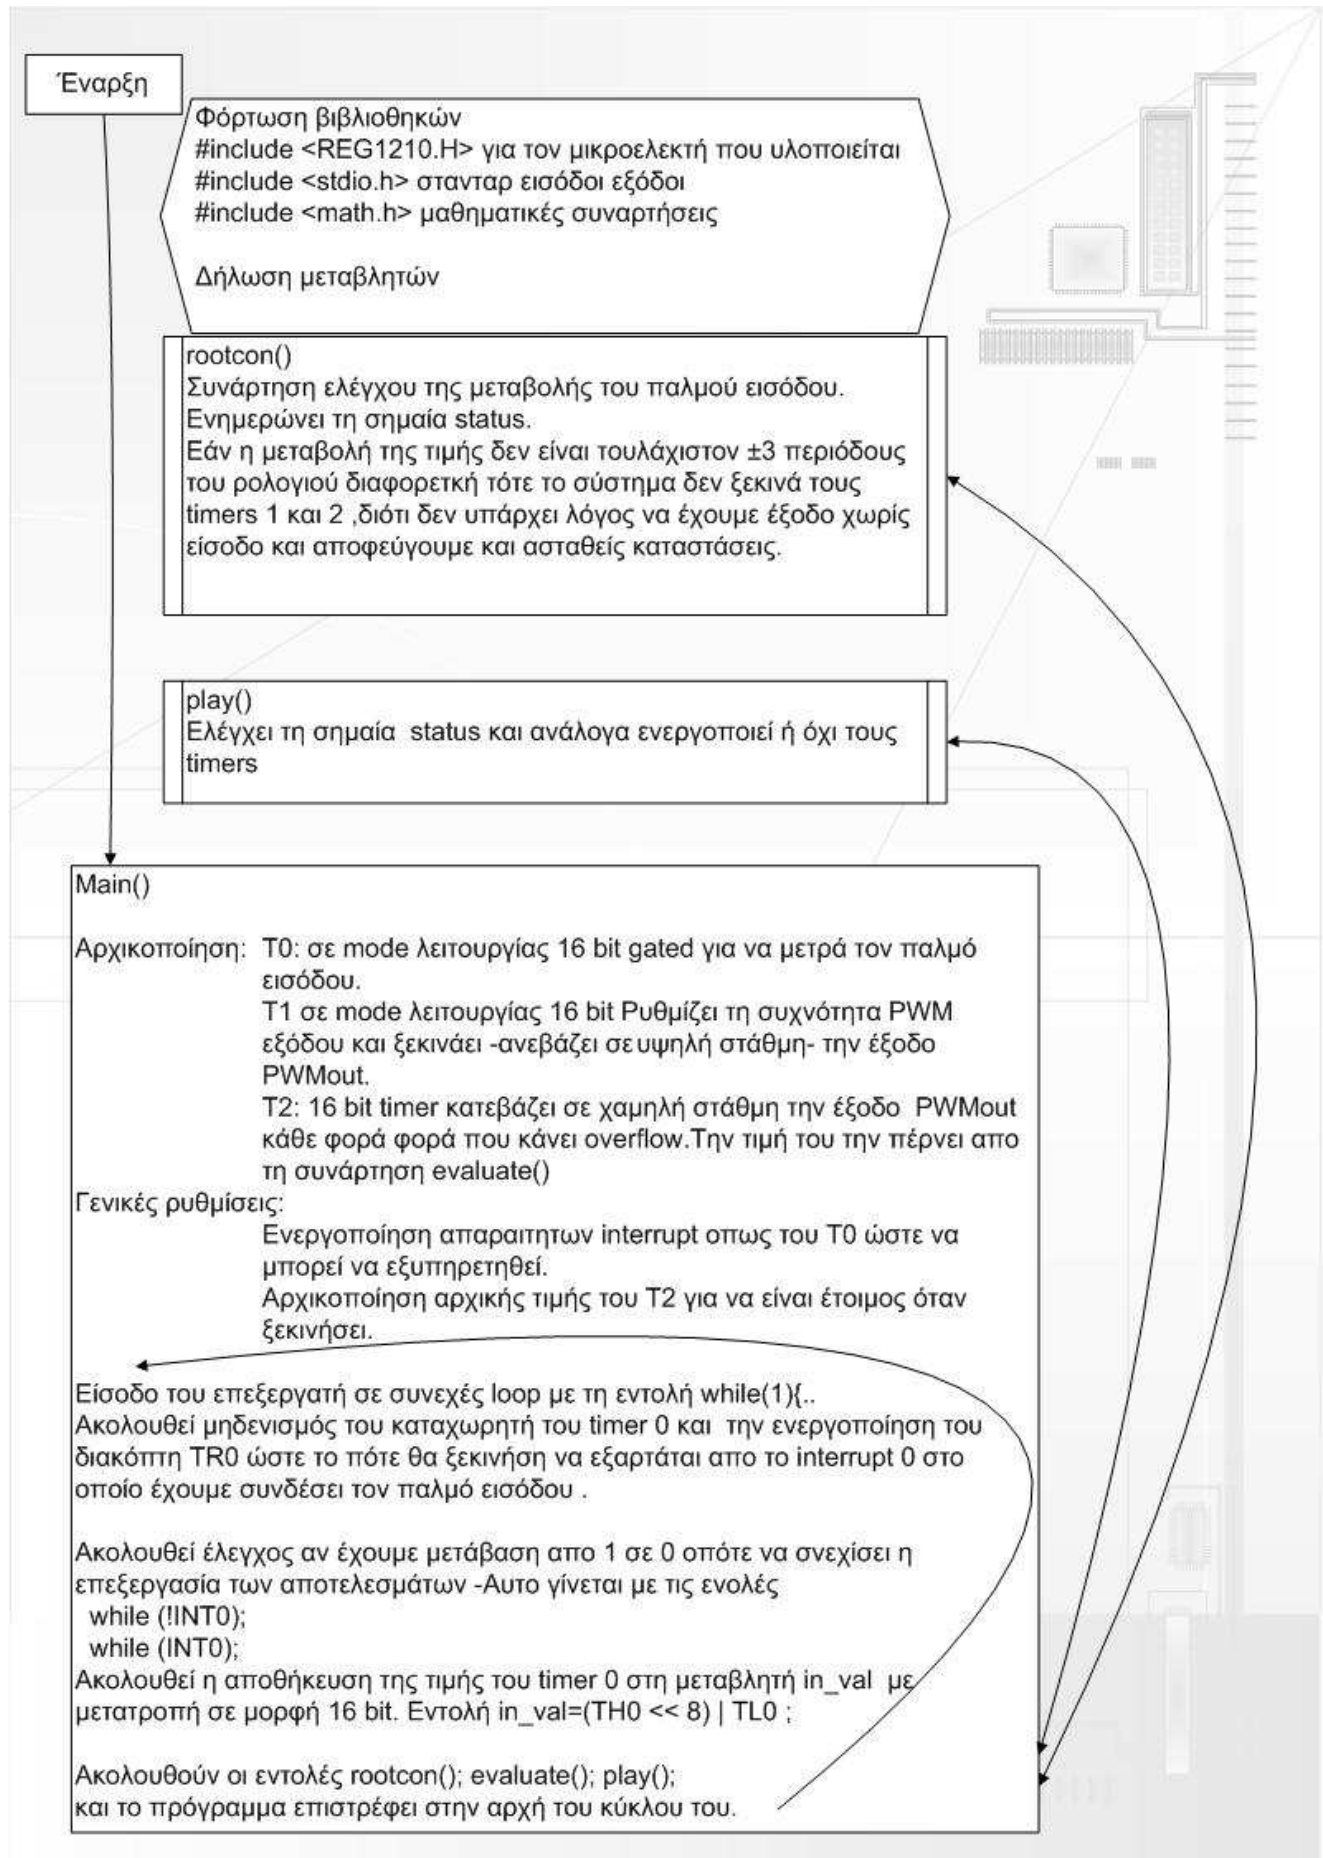 Έναρξη
Φόρτωση βιβλιοθηκών
#include <REG1210.H> για τον μικροελεκτή που υλοποιείται
#include <stdio.h> στανταρ εισόδοι εξόδοι
#include <math.h> μαθηματικές συναρτήσεις
Δήλωση μεταβλητών
rootcon()
Συνάρτηση ελέγχου της μεταβολής του παλμού εισόδου.
Ενημερώνει τη σημαία status.
Εάν η μεταβολή της τιμής δεν είναι τουλάχιστον ±3 περιόδους
του ρολογιού διαφορετκή τότε το σύστημα δεν ξεκινά τους
timers 1 και 2 ,διότι δεν υπάρχει λόγος να έχουμε έξοδο χωρίς
είσοδο και αποφεύγουμε και ασταθείς καταστάσεις.
play()
Ελέγχει τη σημαία  status και ανάλογα ενεργοποιεί ή όχι τους
timers
Main()
Αρχικοποίηση:  T0: σε mode λειτουργίας 16 bit gated για να μετρά τον παλμό
εισόδου.
T1 σε mode λειτουργίας 16 bit Ρυθμίζει τη συχνότητα PWM
εξόδου και ξεκινάει -ανεβάζει σε υψηλή στάθμη- την έξοδο
PWMout.
T2: 16 bit timer κατεβάζει σε χαμηλή στάθμη την έξοδο  PWMout
κάθε φορά φορά που κάνει overflow.Την τιμή του την πέρνει απο
τη συνάρτηση evaluate()
Γενικές ρυθμίσεις:
Ενεργοποίηση απαραιτητων interrupt οπως του T0 ώστε να
μπορεί να εξυπηρετηθεί.
Αρχικοποίηση αρχικής τιμής του T2 για να είναι έτοιμος όταν
ξεκινήσει.
Είσοδο του επεξεργατή σε συνεχές loop με τη εντολή while(1){..
Ακολουθεί μηδενισμός του καταχωρητή του timer 0 και  την ενεργοποίηση του
διακόπτη TR0 ώστε το πότε θα ξεκινήση να εξαρτάται απο το interrupt 0 στο
οποίο έχουμε συνδέσει τον παλμό εισόδου .
Ακολουθεί έλεγχος αν έχουμε μετάβαση απο 1 σε 0 οπότε να σνεχίσει η
επεξεργασία των αποτελεσμάτων -Αυτο γίνεται με τις ενολές
while (!INT0);
while (INT0);
Ακολουθεί η αποθήκευση της τιμής του timer 0 στη μεταβλητή in_val  με
μετατροπή σε μορφή 16 bit. Εντολή in_val=(TH0 << 8) | TL0 ;
Ακολουθούν οι εντολές rootcon(); evaluate(); play();
και το πρόγραμμα επιστρέφει στην αρχή του κύκλου του.